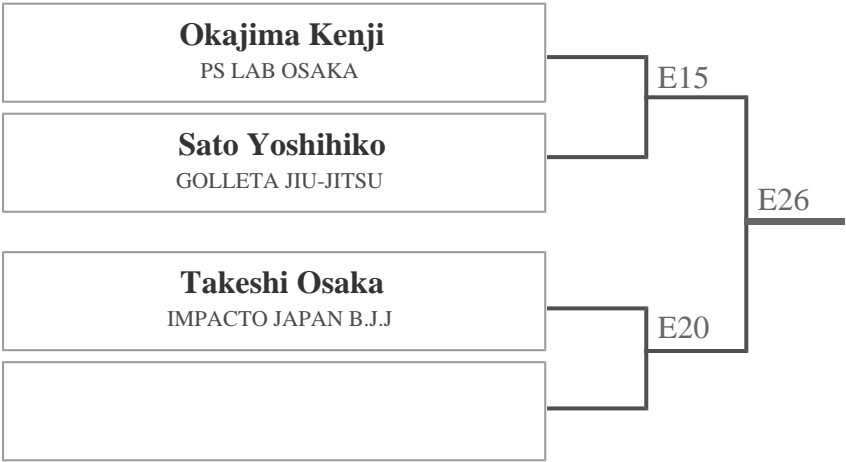 Okajima Kenji
PS LAB OSAKA
E15
Sato Yoshihiko
GOLLETA JIU-JITSU
E26
Takeshi Osaka
IMPACTO JAPAN B.J.J
E20